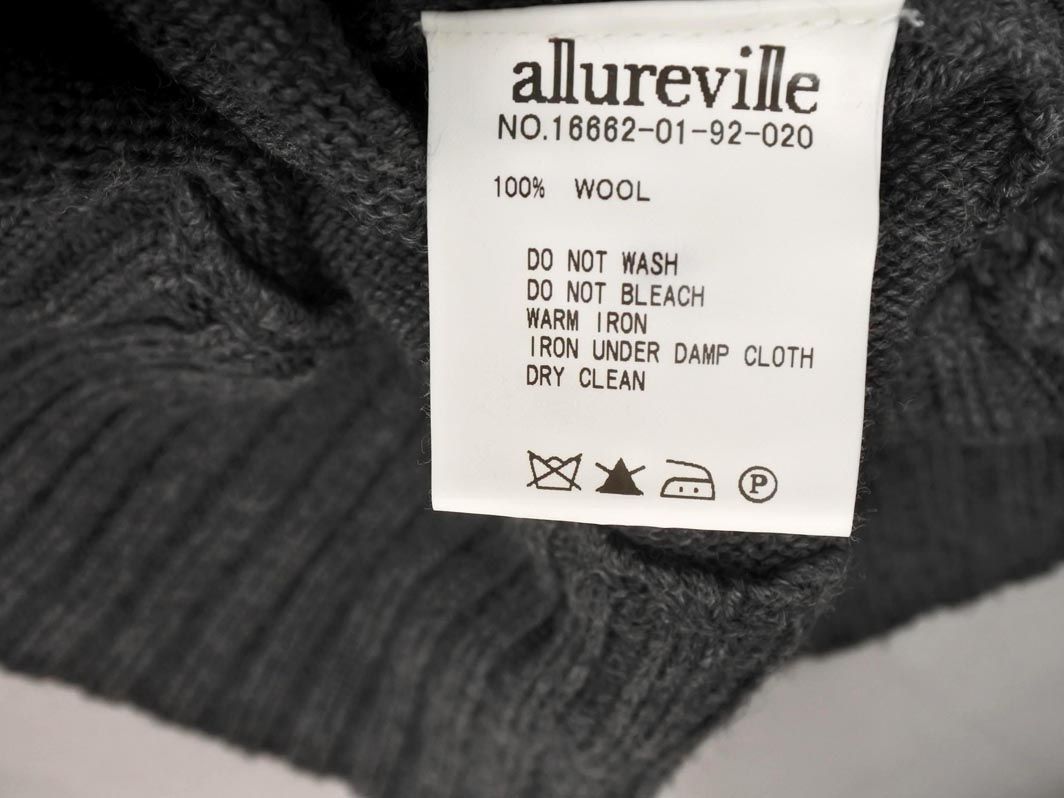 allureville
NO.16662-01-92-020
100% WOOL
DO NOT WASH
DO NOT BLEACH
WARM IRON
IRON UNDER DAMP CLOTH
DRY CLEAN
P